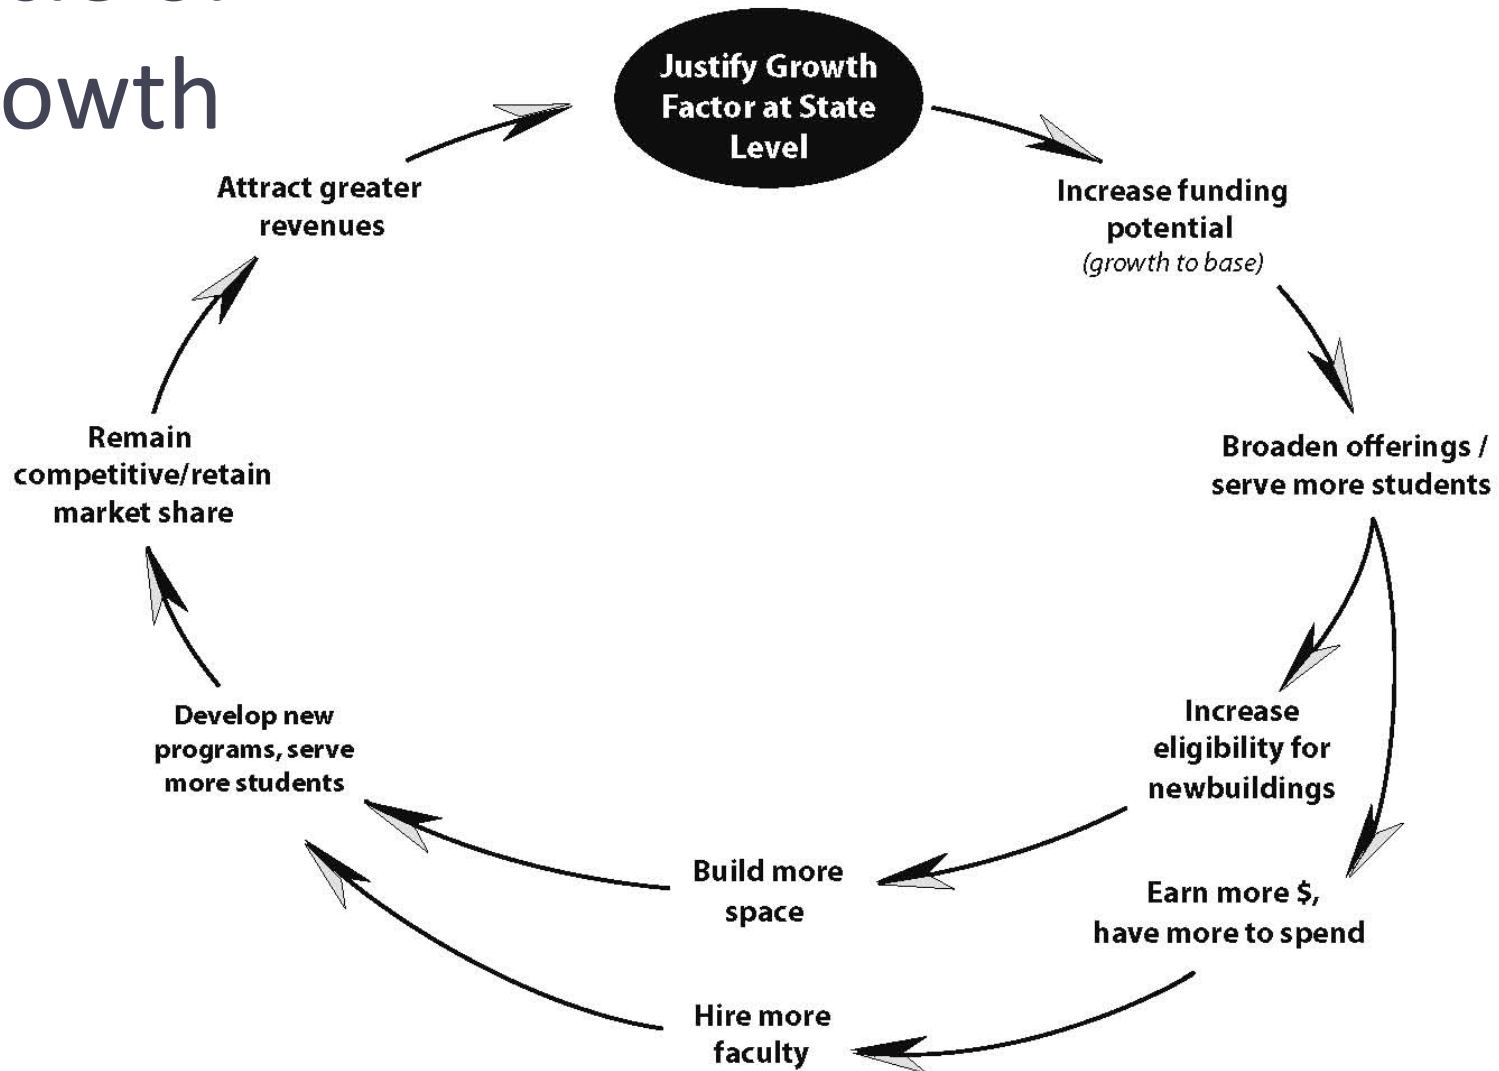 owth
Justify Growth
Factor at State
Level
Increase funding
potential
(growth to base)
Broaden offerings /
serve more students
Increase
eligibility for
newbuildings
Earn more $,
have more to spend
Build more
space
Hire more
faculty
Develop new
programs, serve
more students
Remain
competitive/retain
market share
Attract greater
revenues